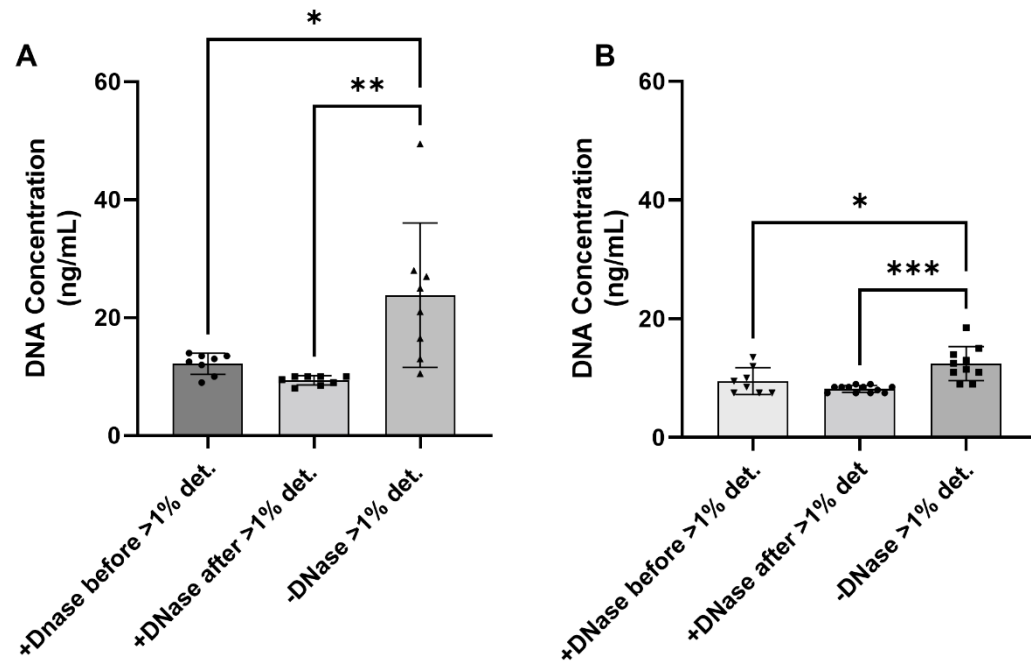 A
DNA Concentration
(ng/mL)
60
40
20
0
*
**
+Dnase before >1% det.
+DNase after >1% det.
-DNase >1% det.
B
DNA Concentration
(ng/mL)
60
40
20
0
*
***
+DNase before >1% det.
+DNase after >1% det
-DNase >1% det.